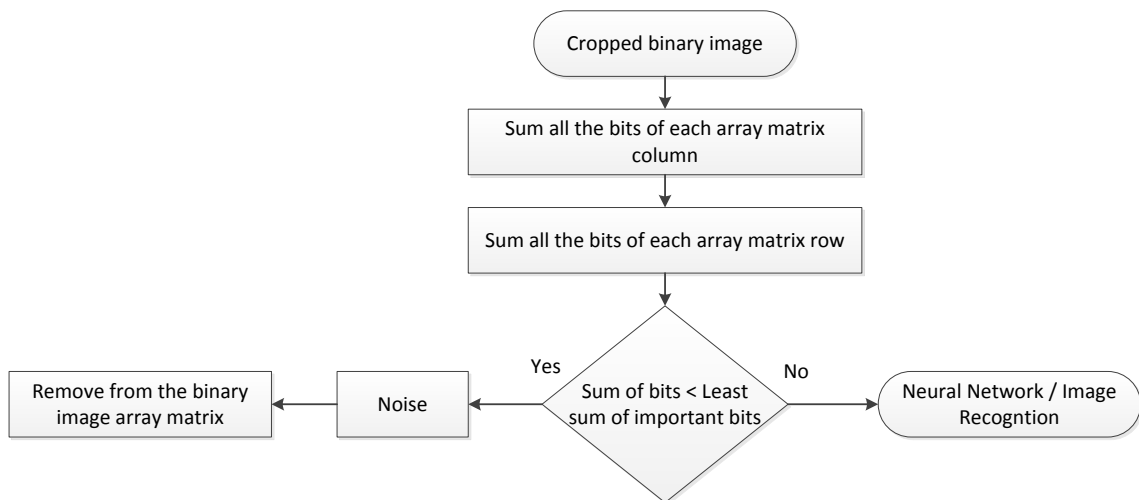 Cropped binary image
Sum all the bits of each array matrix
column
Sum all the bits of each array matrix row
Yes
No
Remove from the binary
image array matrix
Noise
Sum of bits < Least
sum of important bits
Neural Network / Image
Recogntion